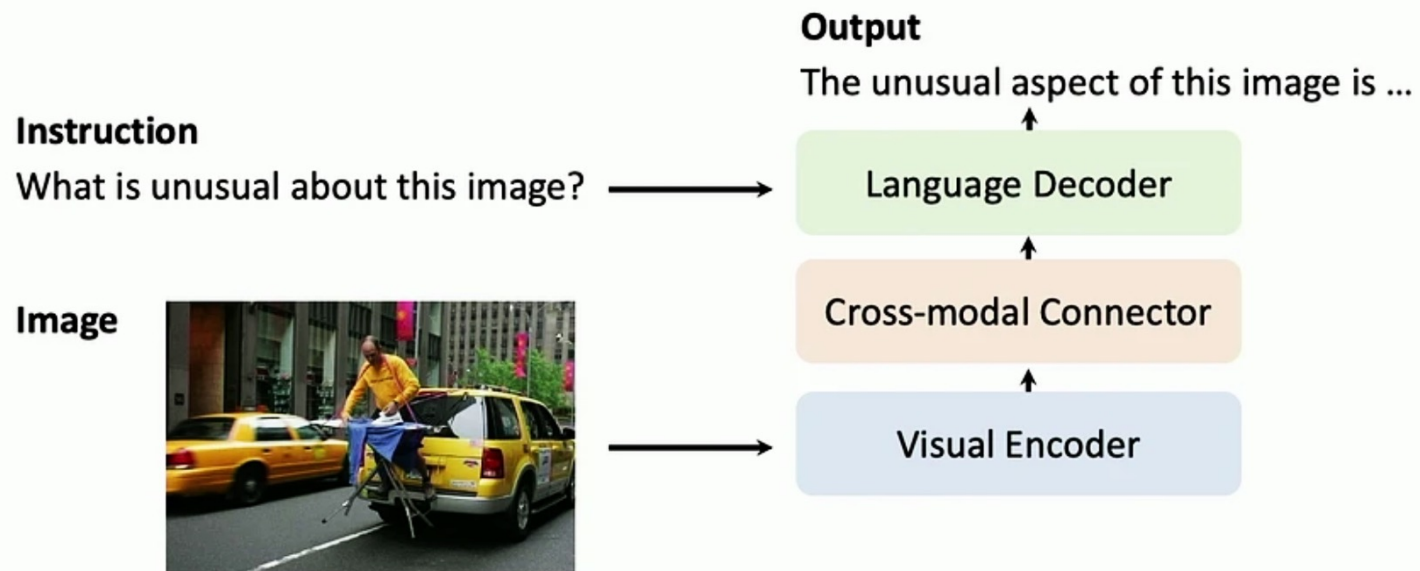 Output
The unusual aspect of this image is ...
Instruction
What is unusual about this image?
Language Decoder
Cross-modal Connector
Image
Visual Encoder